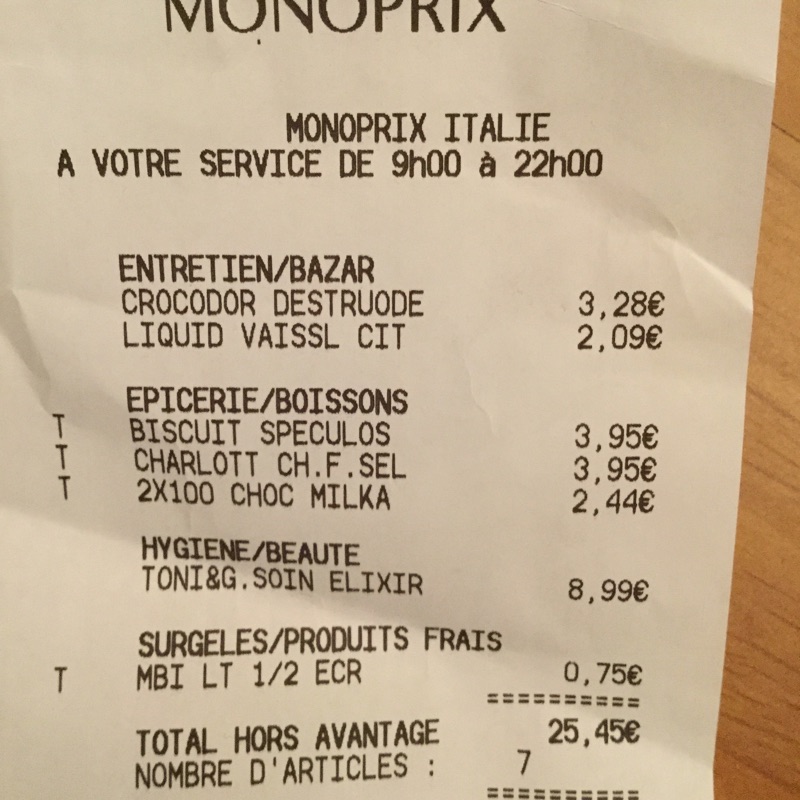 MONOPRIX
MONOPRIX ITALIE
A VOTRE SERVICE DE 9h00 à 22h00
ENTRETIEN/BAZAR
CROCODOR DESTRUODE 3,28€
LIQUID VAISSL CIT 2,09€
EPICERIE/BOISSONS
T BISCUIT SPECULOS 3,95€
T CHARLOTT CH.F.SEL 3,95€
T 2X100 CHOC MILKA 2,44€
HYGIENE/BEAUTE
TONI&G.SOIN ELIXIR 8,99€
SURGELES/PRODUITS FRAIS
T MBI LT 1/2 ECR 0,75€
==========
TOTAL HORS AVANTAGE 25,45€
NOMBRE D'ARTICLES : 7
==========